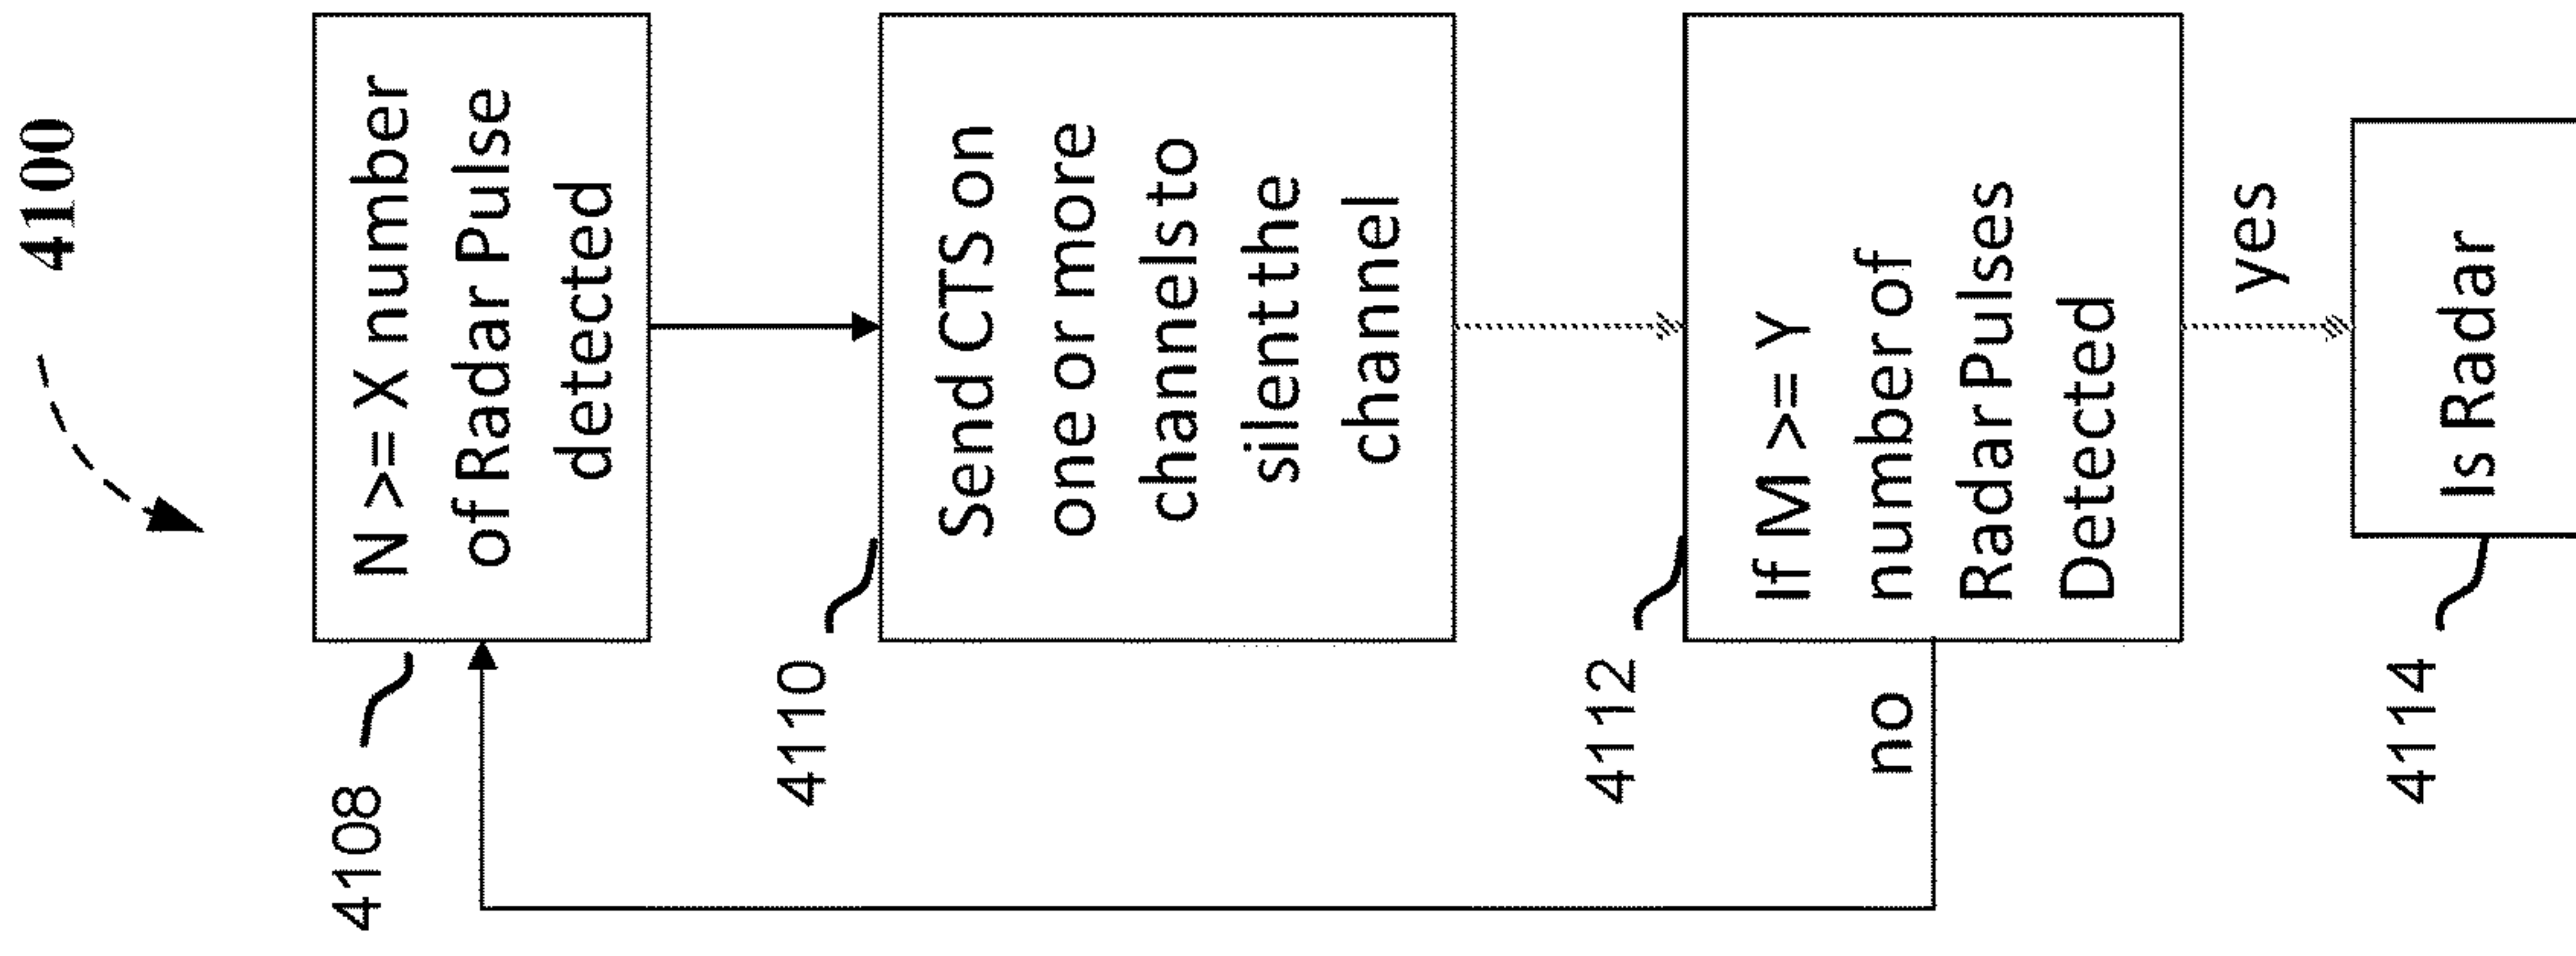 4100
4108
N >= X number
of Radar Pulse
detected
4110
Send CTS on
one or more
channels to
silent the
channel
4112
If M >= Y
number of
Radar Pulses
Detected
no
yes
4114
Is Radar